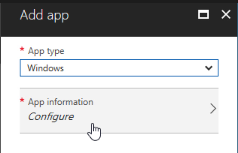 Add app
* App type
Windows
* App information
Configure